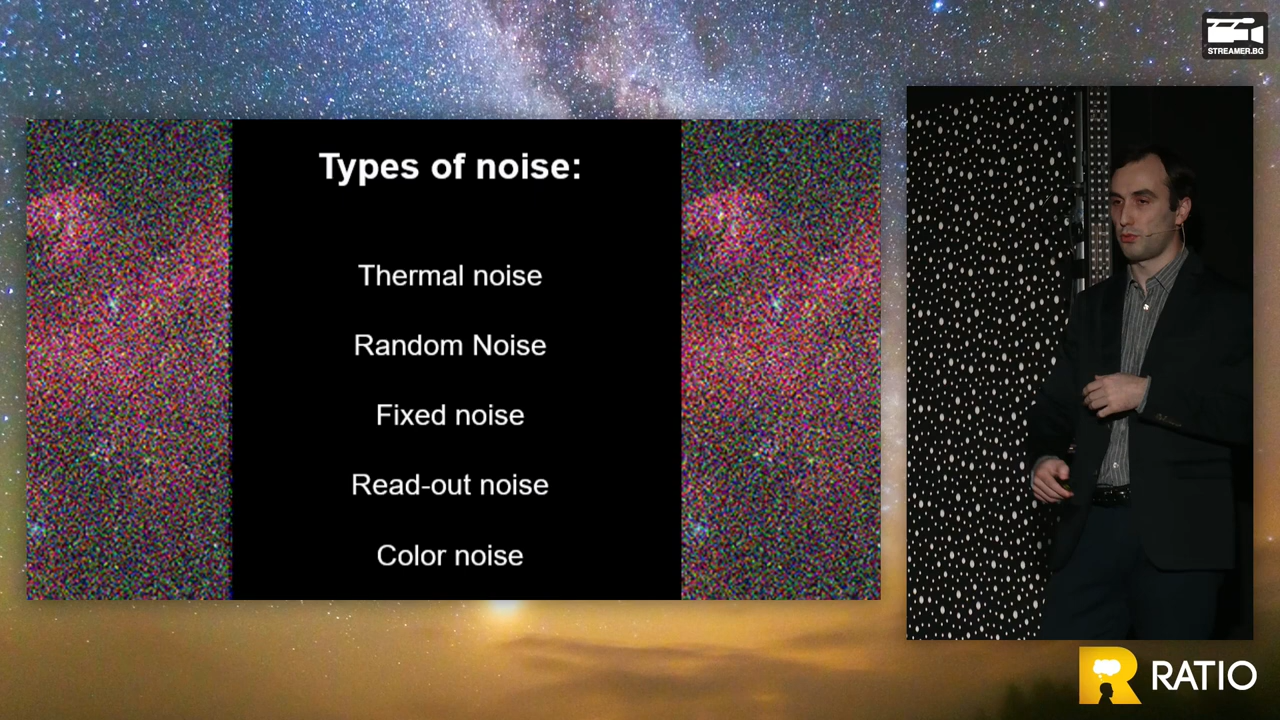 STREAMER.BG
Types of noise:
Thermal noise
Random Noise
Fixed noise
Read-out noise
Color noise
RATIO